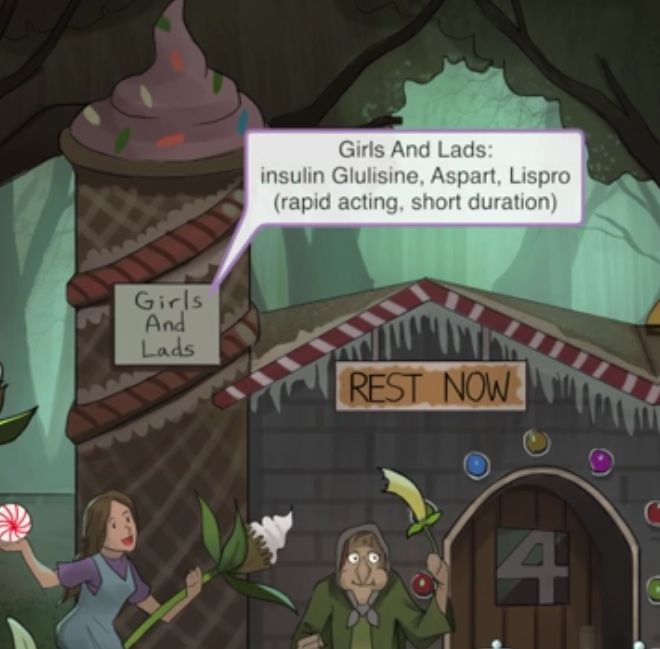 Girls And Lads:
insulin Glulisine, Aspart, Lispro
(rapid acting, short duration)
Girls
And
Lads
REST NOW
4